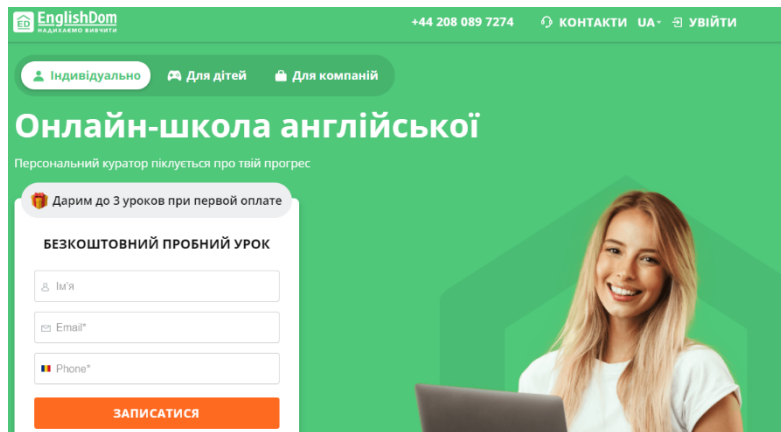 EnglishDom
НАДИХАЄМО ВИВЧИТИ
+44 208 089 7274
КОНТАКТИ
UA
УВІЙТИ
Індивідуально
Для дітей
Для компаній
Онлайн-школа англійської
Персональний куратор піклується про твій прогрес
Дарим до 3 уроков при первой оплате
БЕЗКОШТОВНИЙ ПРОБНИЙ УРОК
Ім'я
Email*
Phone*
ЗАПИСАТИСЯ